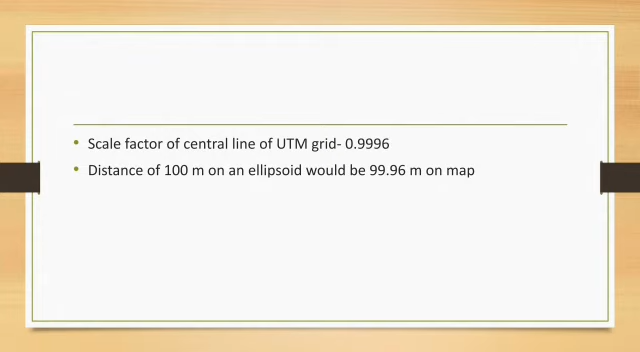 Scale factor of central line of UTM grid- 0.9996
Distance of 100 m on an ellipsoid would be 99.96 m on map